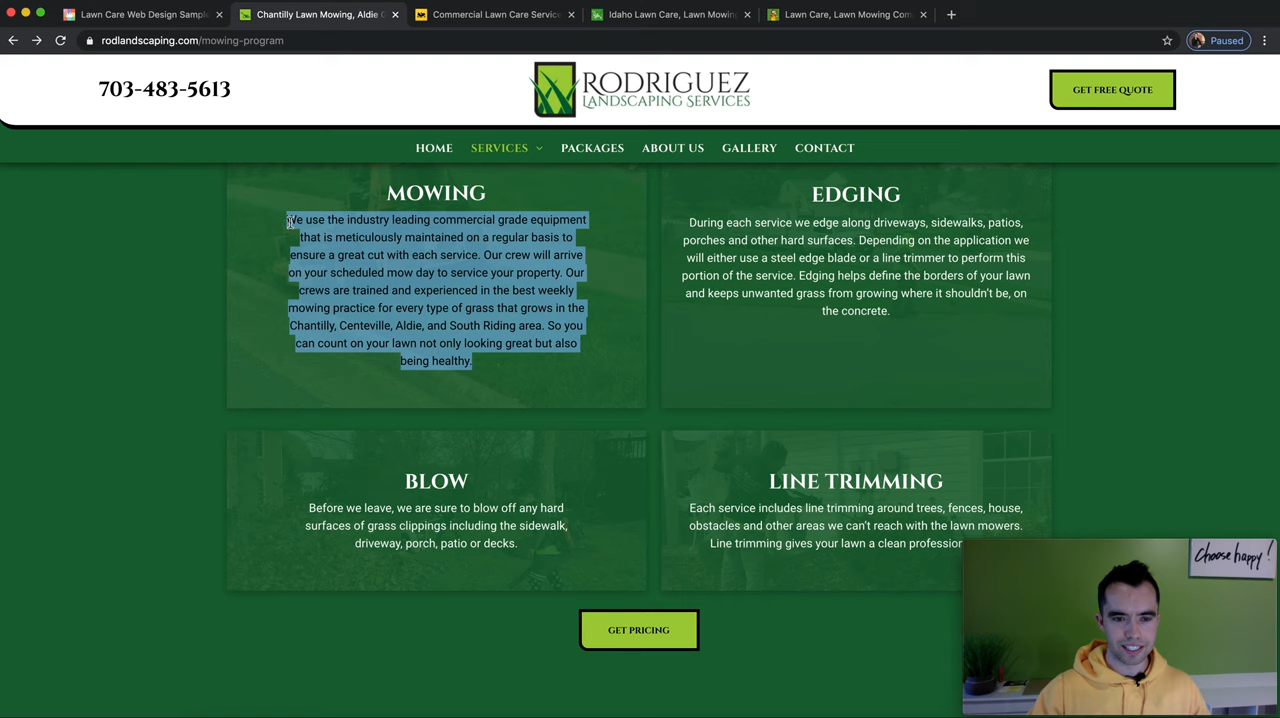 Lawn Care Web Design Sample
Chantilly Lawn Mowing, Aldie
Commercial Lawn Care Service
Idaho Lawn Care, Lawn Mowing
Lawn Care, Lawn Mowing Com
rodlandscaping.com/mowing-program
Paused
703-483-5613
RODRIGUEZ
LANDSCAPING SERVICES
GET FREE QUOTE
HOME
SERVICES
PACKAGES
ABOUT US
GALLERY
CONTACT
MOWING
We use the industry leading commercial grade equipment
that is meticulously maintained on a regular basis to
ensure a great cut with each service. Our crew will arrive
on your scheduled mow day to service your property. Our
crews are trained and experienced in the best weekly
mowing practice for every type of grass that grows in the
Chantilly, Centeville, Aldie, and South Riding area. So you
can count on your lawn not only looking great but also
being healthy.
EDGING
During each service we edge along driveways, sidewalks, patios,
porches and other hard surfaces. Depending on the application we
will either use a steel edge blade or a line trimmer to perform this
portion of the service. Edging helps define the borders of your lawn
and keeps unwanted grass from growing where it shouldn't be, on
the concrete.
BLOW
Before we leave, we are sure to blow off any hard
surfaces of grass clippings including the sidewalk,
driveway, porch, patio or decks.
LINE TRIMMING
Each service includes line trimming around trees, fences, house,
obstacles and other areas we can't reach with the lawn mowers.
Line trimming gives your lawn a clean profession
GET PRICING
Choose happy!